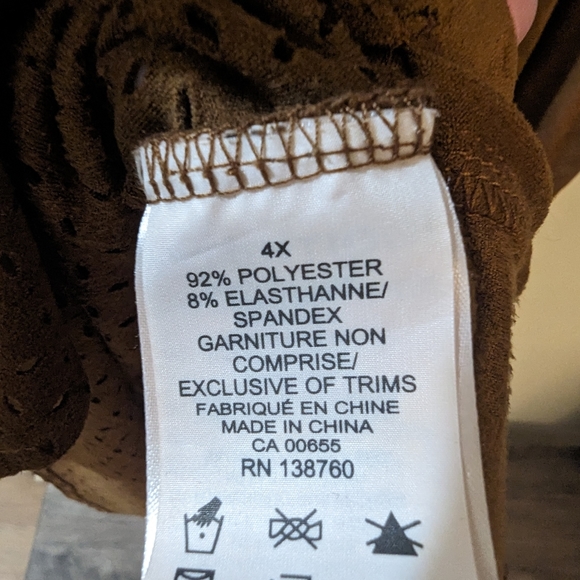 4X
92% POLYESTER
8% ELASTHANNE/
SPANDEX
GARNITURE NON
COMPRISE/
EXCLUSIVE OF TRIMS
FABRIQUÉ EN CHINE
MADE IN CHINA
CA 00655
RN 138760